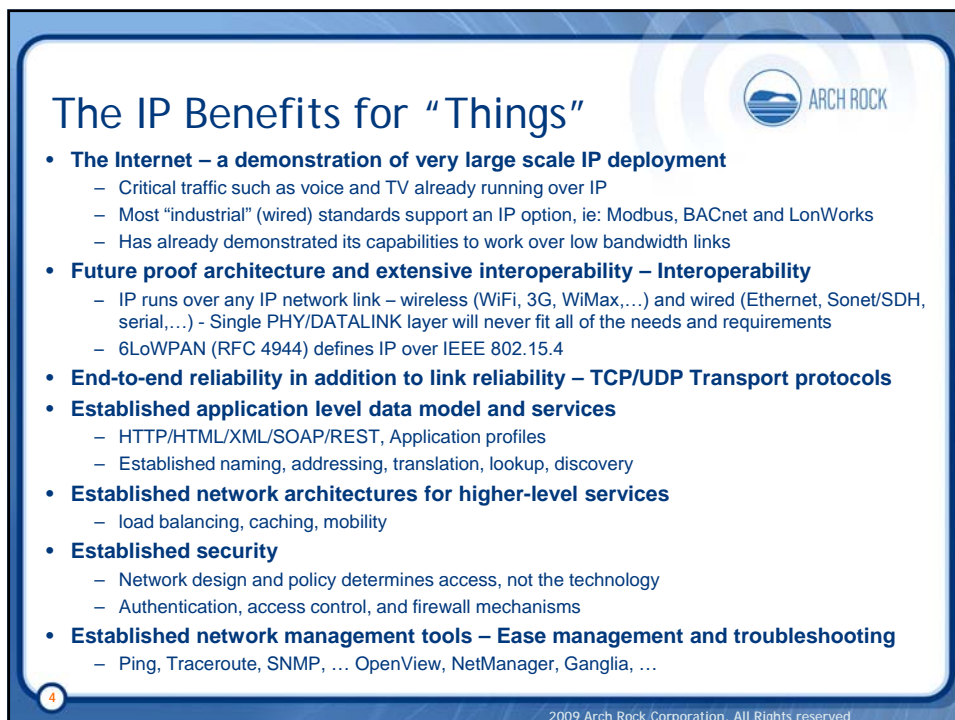 The IP Benefits for “Things”
ARCH ROCK
• The Internet – a demonstration of very large scale IP deployment
– Critical traffic such as voice and TV already running over IP
– Most “industrial” (wired) standards support an IP option, ie: Modbus, BACnet and LonWorks
– Has already demonstrated its capabilities to work over low bandwidth links
• Future proof architecture and extensive interoperability – Interoperability
– IP runs over any IP network link – wireless (WiFi, 3G, WiMax,…) and wired (Ethernet, Sonet/SDH,
serial,…) - Single PHY/DATALINK layer will never fit all of the needs and requirements
– 6LoWPAN (RFC 4944) defines IP over IEEE 802.15.4
• End-to-end reliability in addition to link reliability – TCP/UDP Transport protocols
• Established application level data model and services
– HTTP/HTML/XML/SOAP/REST, Application profiles
– Established naming, addressing, translation, lookup, discovery
• Established network architectures for higher-level services
– load balancing, caching, mobility
• Established security
– Network design and policy determines access, not the technology
– Authentication, access control, and firewall mechanisms
• Established network management tools – Ease management and troubleshooting
– Ping, Traceroute, SNMP, … OpenView, NetManager, Ganglia, …
4
2009 Arch Rock Corporation. All Rights reserved